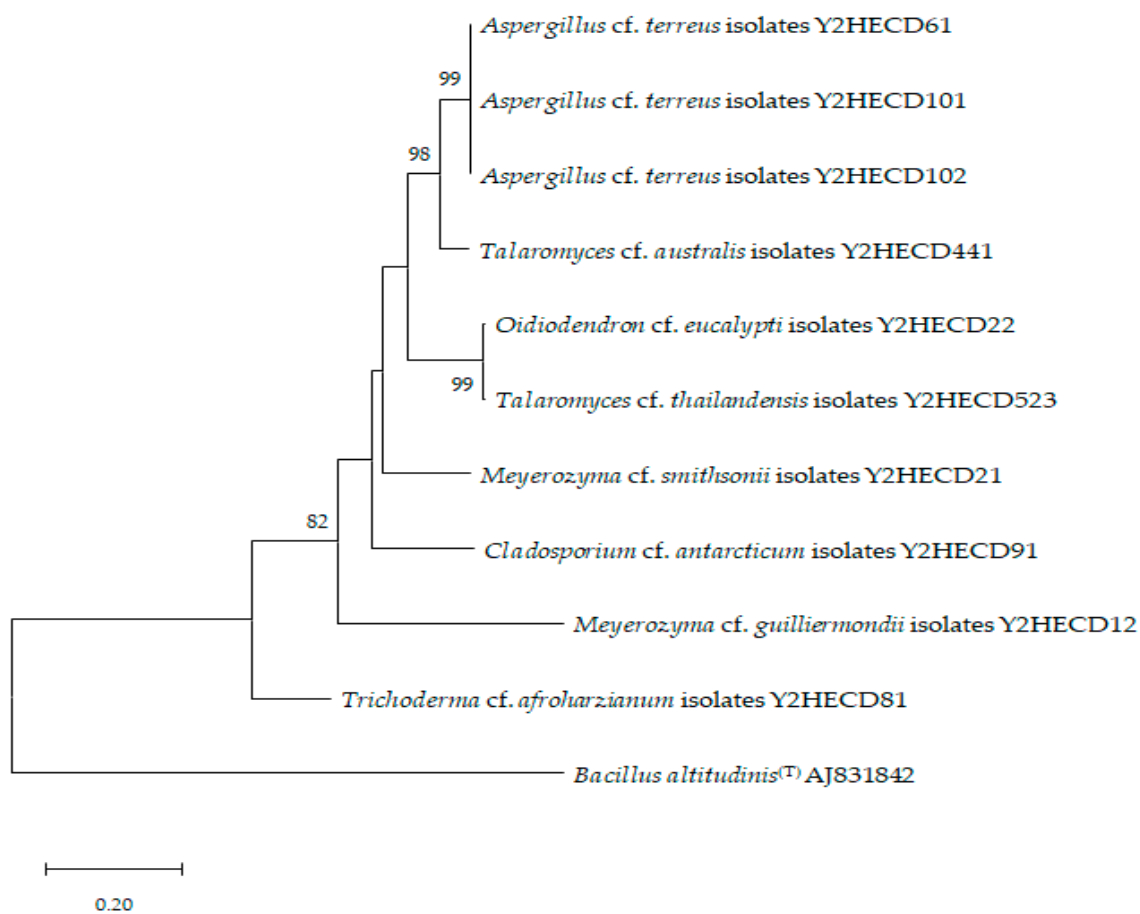 Aspergillus cf. terreus isolates Y2HECD61
99
Aspergillus cf. terreus isolates Y2HECD101
98
Aspergillus cf. terreus isolates Y2HECD102
Talaromyces cf. australis isolates Y2HECD441
Oidiodendron cf. eucalypti isolates Y2HECD22
99
Talaromyces cf. thailandensis isolates Y2HECD523
Meyerozyma cf. smithsonii isolates Y2HECD21
82
Cladosporium cf. antarcticum isolates Y2HECD91
Meyerozyma cf. guilliermondii isolates Y2HECD12
Trichoderma cf. afroharzianum isolates Y2HECD81
Bacillus altitudinis(T) AJ831842
0.20